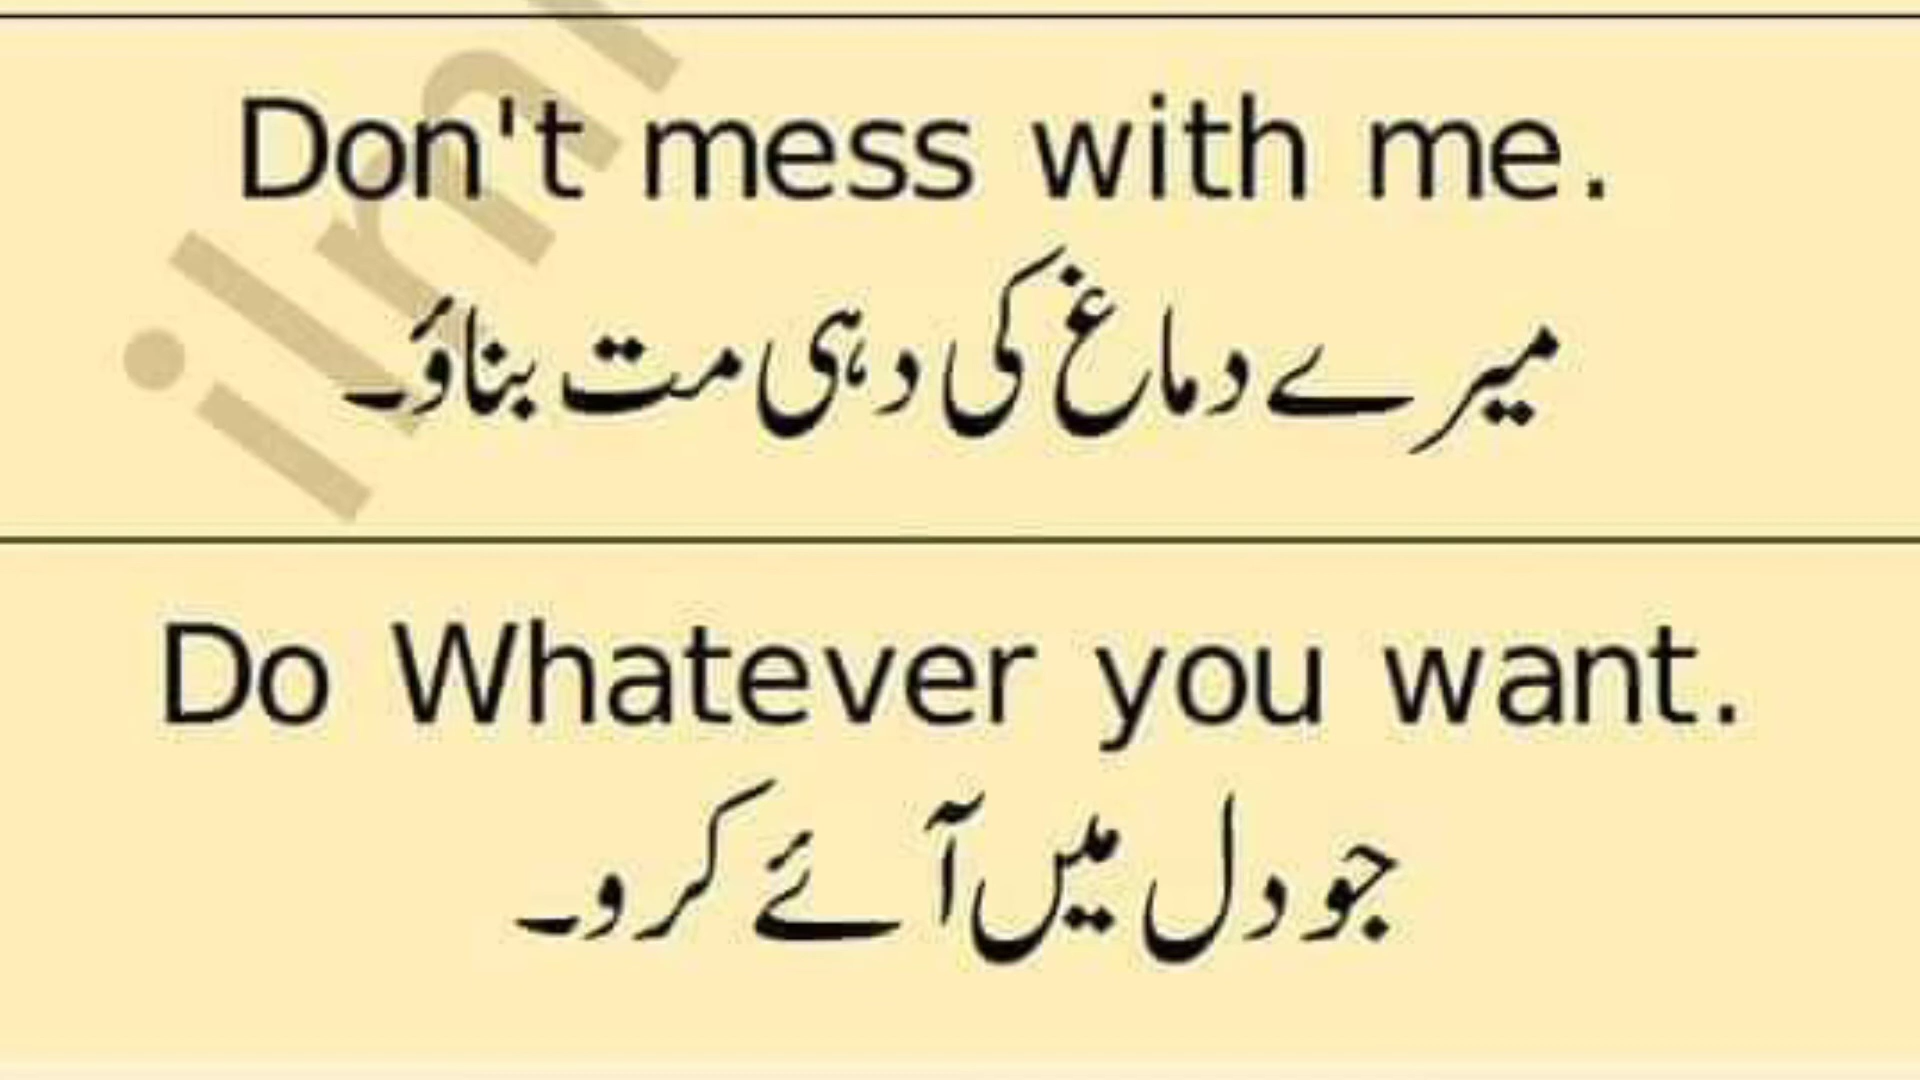 Don't mess with me.
میرے دماغ کی دہی مت بناؤ۔
Do Whatever you want.
جو دل میں آئے کرو۔